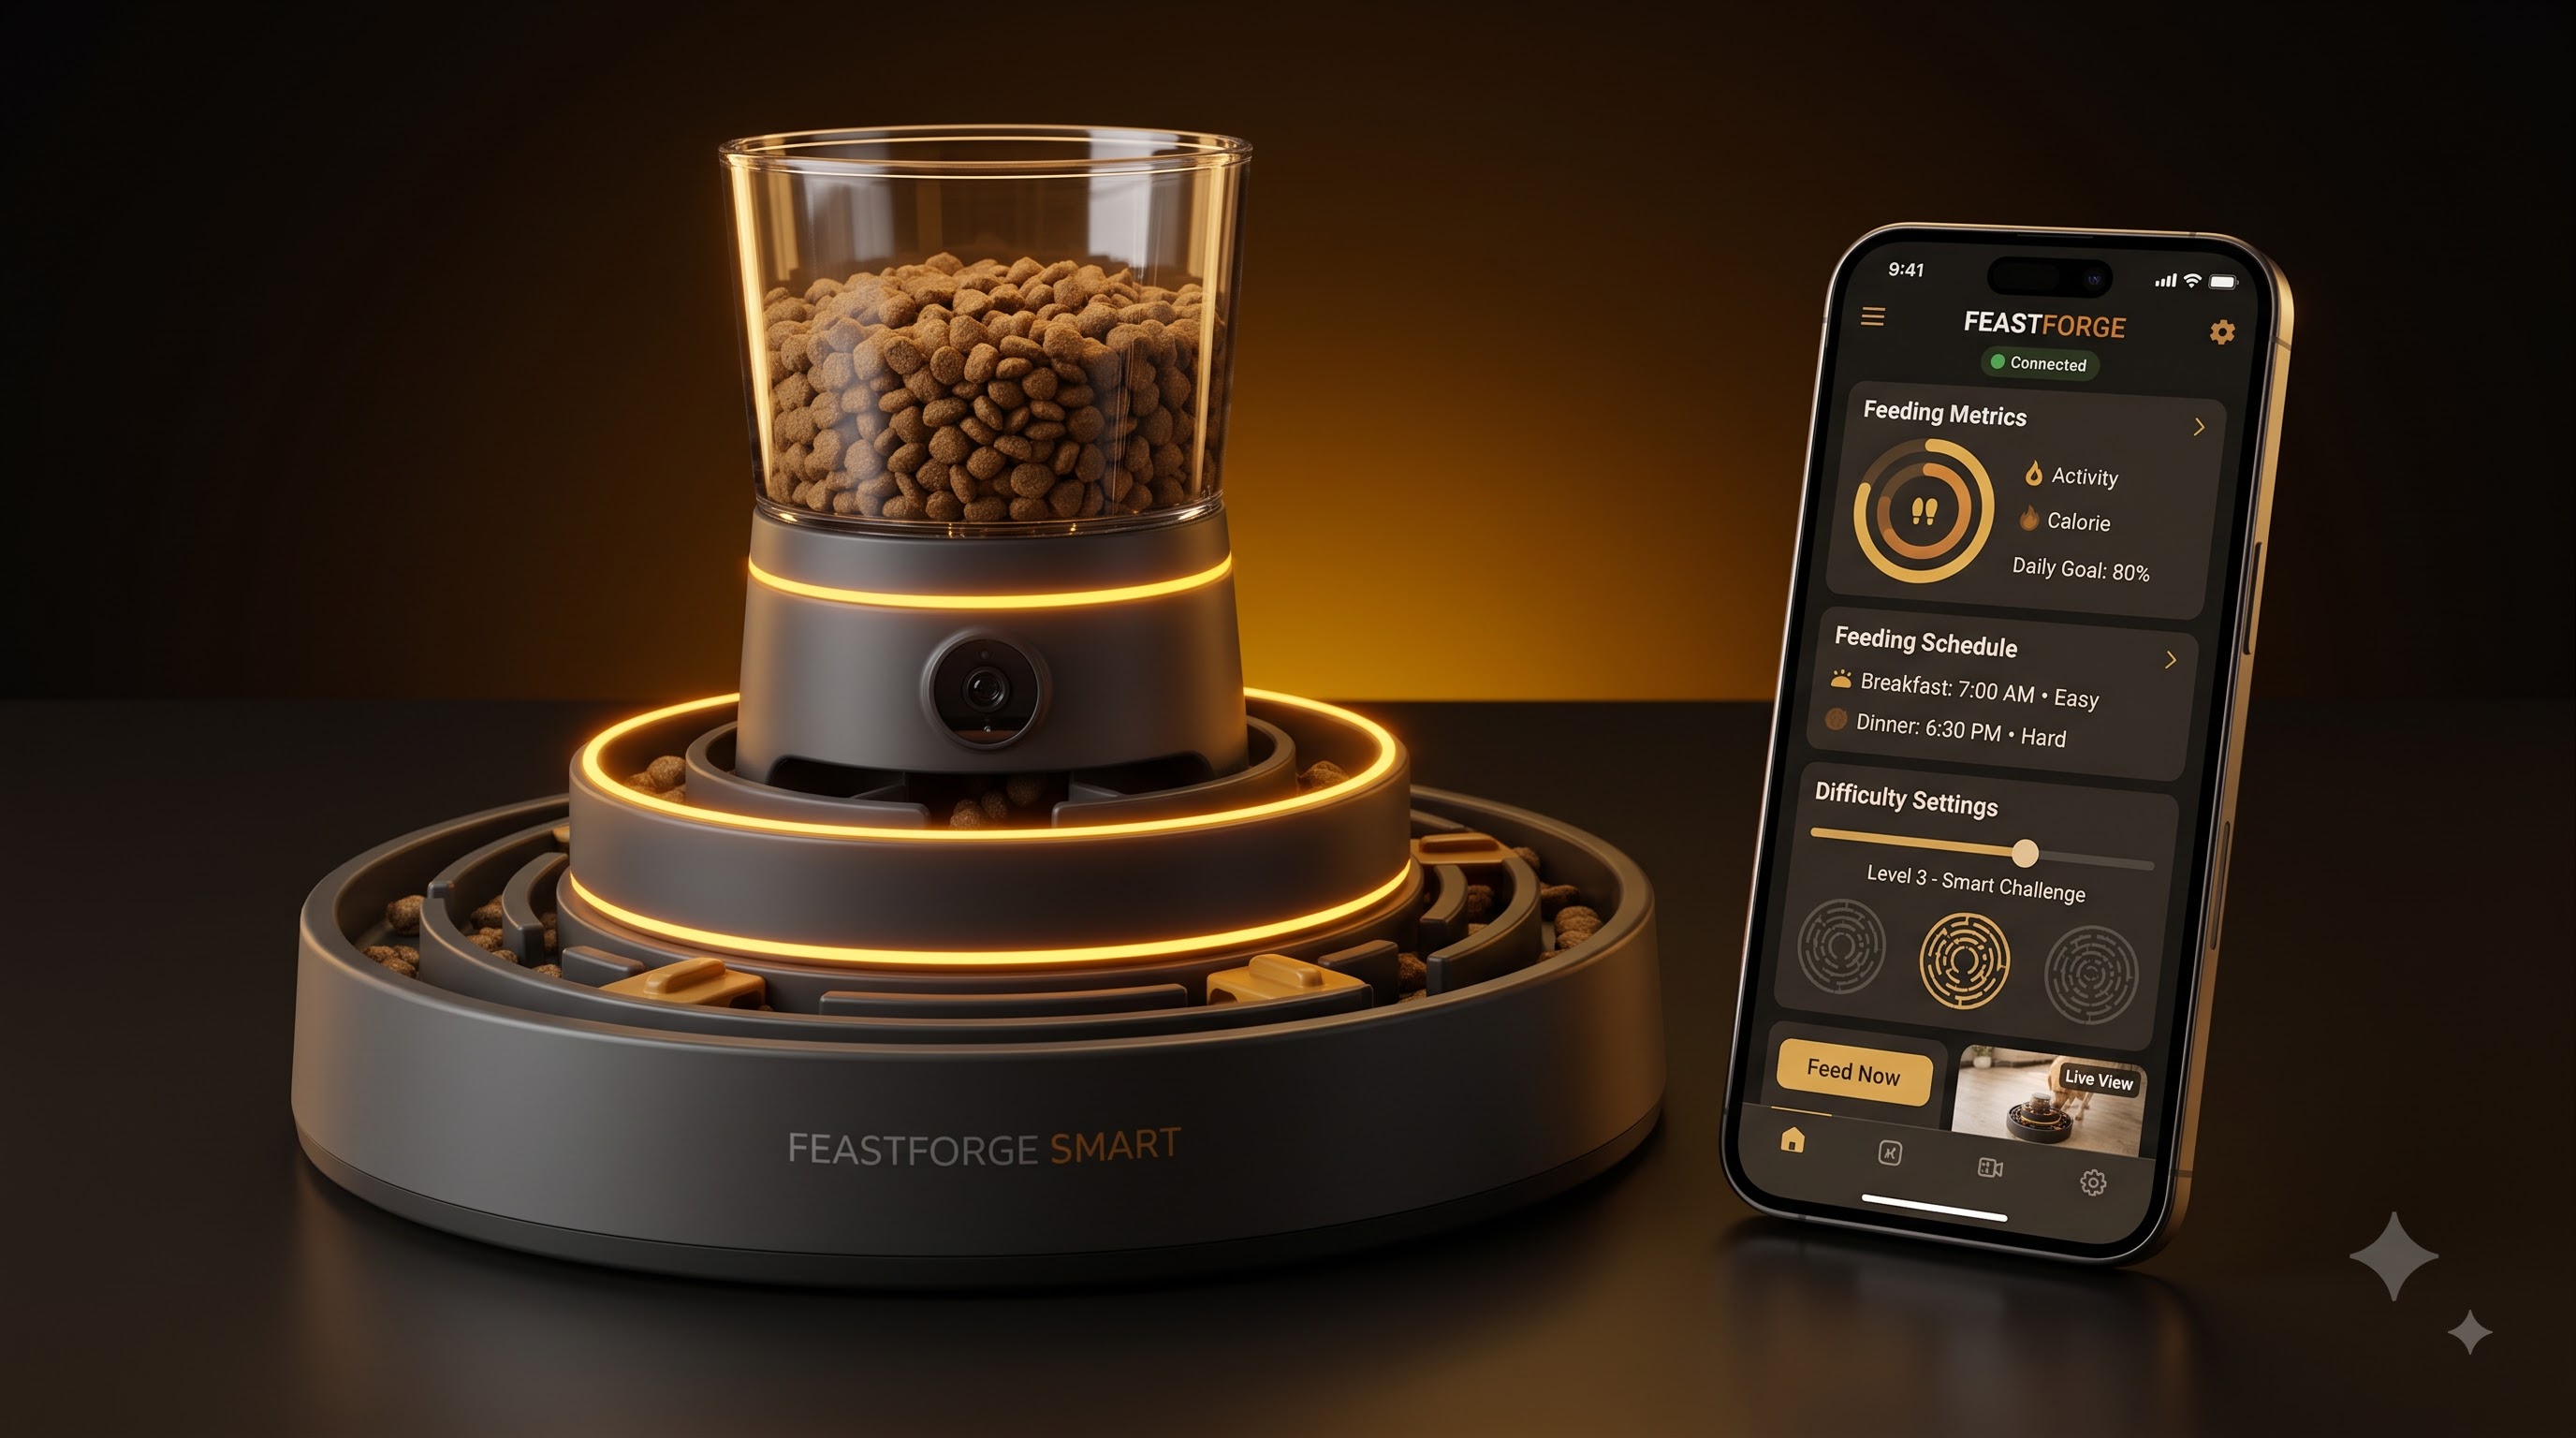 FEASTFORGE SMART
9:41
FEASTFORGE
Connected
Feeding Metrics
Activity
Calorie
Daily Goal: 80%
Feeding Schedule
Breakfast: 7:00 AM • Easy
Dinner: 6:30 PM • Hard
Difficulty Settings
Level 3 - Smart Challenge
Feed Now
Live View